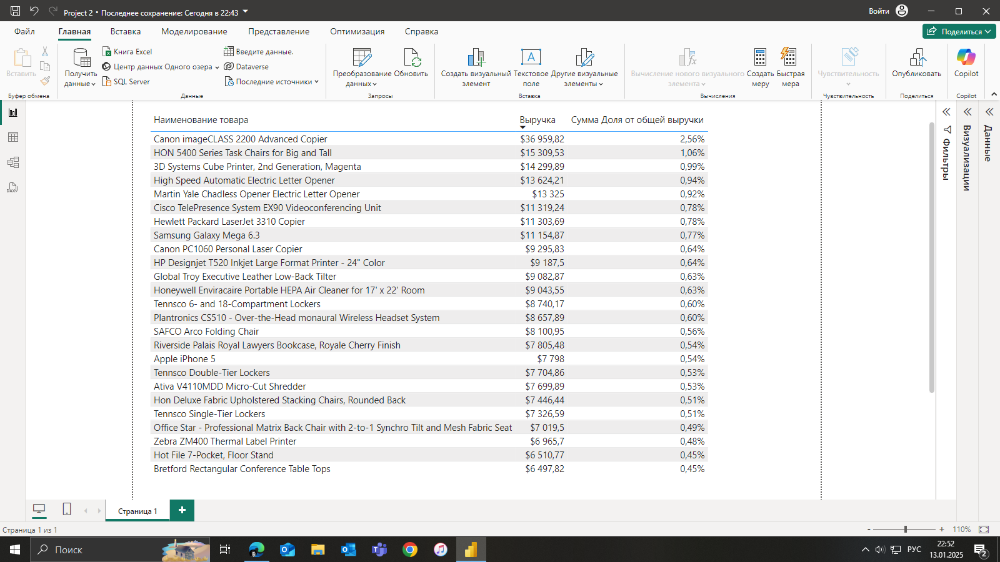 Project 2 • Последнее сохранение: Сегодня в 22:43
Войти
Файл Главная Вставка Моделирование Представление Оптимизация Справка
Поделиться
Вставить
Буфер обмена
Получить данные
Книга Excel
Центр данных Одного озера
SQL Server
Введите данные.
Dataverse
Последние источники
Данные
Преобразование данных
Обновить
Запросы
Создать визуальный элемент
Текстовое поле
Другие визуальные элементы
Вставка
Вычисление нового визуального элемента
Создать меру
Быстрая мера
Вычисления
Чувствительность
Чувствительность
Опубликовать
Поделиться
Copilot
Copilot
Наименование товара Выручка Сумма Доля от общей выручки
Canon imageCLASS 2200 Advanced Copier $36 959,82 2,56%
HON 5400 Series Task Chairs for Big and Tall $15 309,53 1,06%
3D Systems Cube Printer, 2nd Generation, Magenta $14 299,89 0,99%
High Speed Automatic Electric Letter Opener $13 624,21 0,94%
Martin Yale Chadless Opener Electric Letter Opener $13 325 0,92%
Cisco TelePresence System EX90 Videoconferencing Unit $11 319,24 0,78%
Hewlett Packard LaserJet 3310 Copier $11 303,69 0,78%
Samsung Galaxy Mega 6.3 $11 154,87 0,77%
Canon PC1060 Personal Laser Copier $9 295,83 0,64%
HP Designjet T520 Inkjet Large Format Printer - 24" Color $9 187,5 0,64%
Global Troy Executive Leather Low-Back Tilter $9 082,87 0,63%
Honeywell Enviracaire Portable HEPA Air Cleaner for 17' x 22' Room $9 043,55 0,63%
Tennsco 6- and 18-Compartment Lockers $8 740,17 0,60%
Plantronics CS510 - Over-the-Head monaural Wireless Headset System $8 657,89 0,60%
SAFCO Arco Folding Chair $8 100,95 0,56%
Riverside Palais Royal Lawyers Bookcase, Royale Cherry Finish $7 805,48 0,54%
Apple iPhone 5 $7 798 0,54%
Tennsco Double-Tier Lockers $7 704,86 0,53%
Ativa V4110MDD Micro-Cut Shredder $7 699,89 0,53%
Hon Deluxe Fabric Upholstered Stacking Chairs, Rounded Back $7 446,44 0,51%
Tennsco Single-Tier Lockers $7 326,59 0,51%
Office Star - Professional Matrix Back Chair with 2-to-1 Synchro Tilt and Mesh Fabric Seat $7 019,5 0,49%
Zebra ZM400 Thermal Label Printer $6 965,7 0,48%
Hot File 7-Pocket, Floor Stand $6 510,77 0,45%
Bretford Rectangular Conference Table Tops $6 497,82 0,45%
Фильтры
Визуализации
Данные
DAX
Страница 1
Страница 1 из 1
110%
Поиск
РУС
22:52
13.01.2025
2